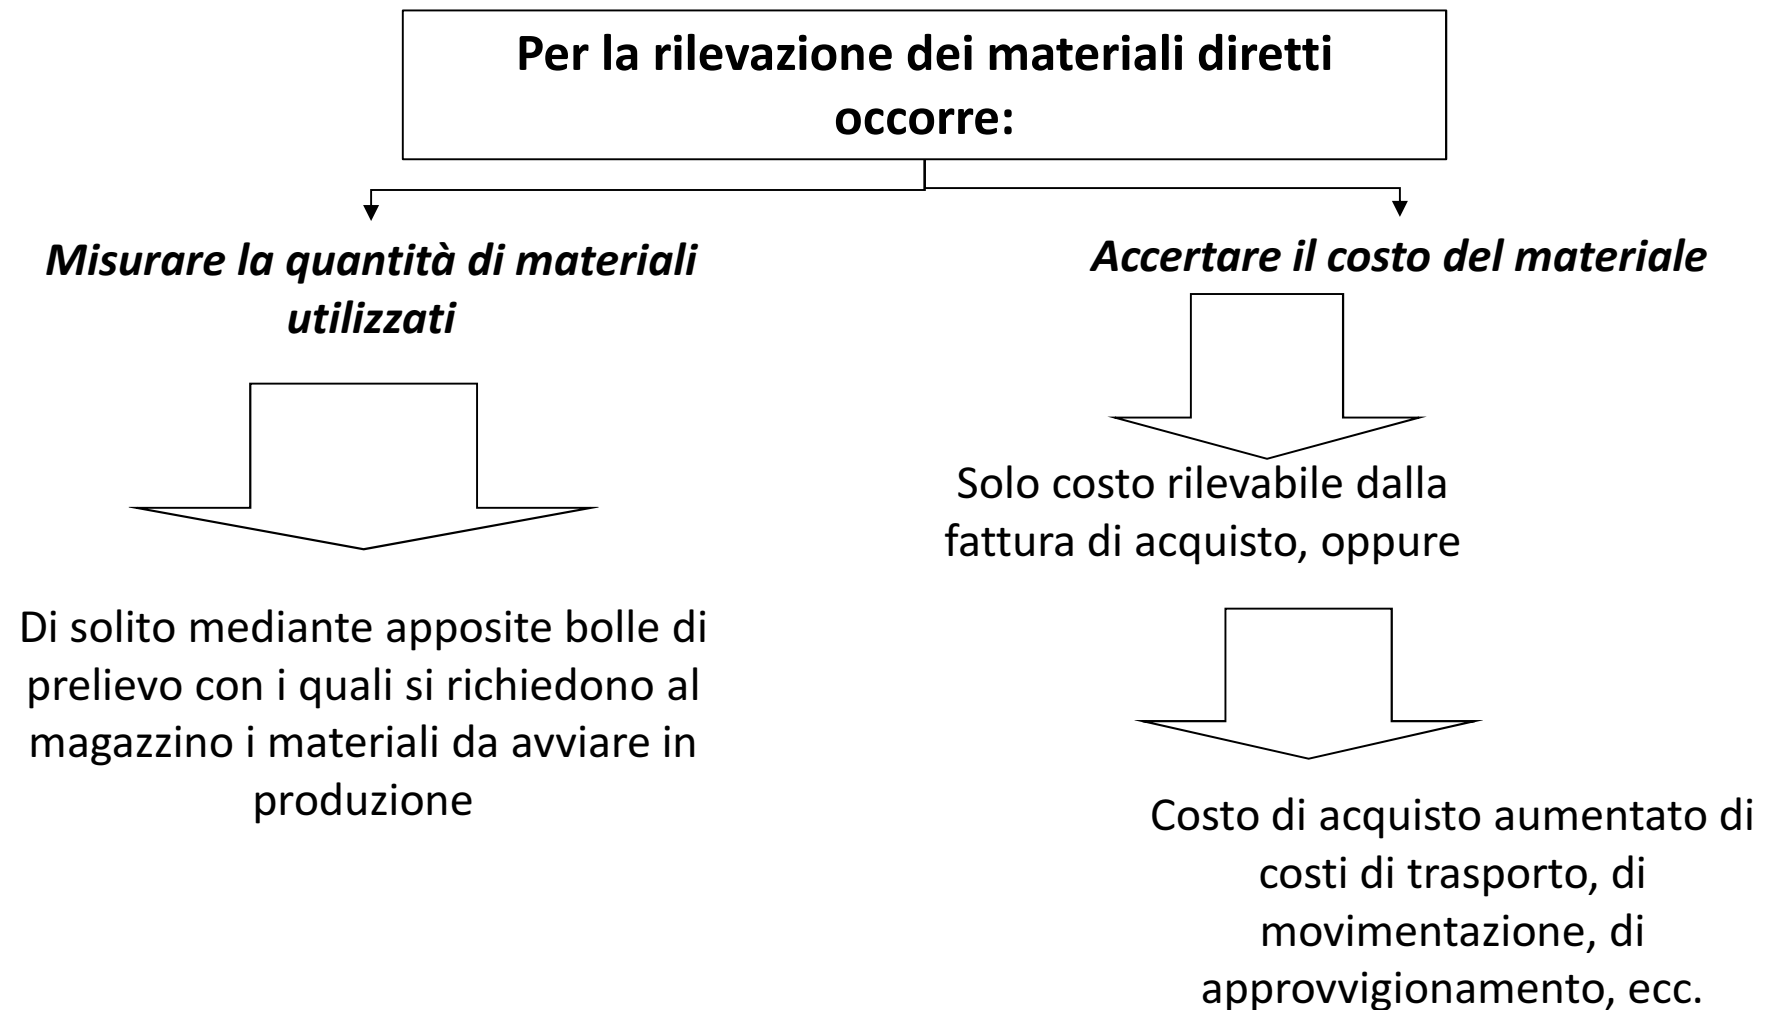 Per la rilevazione dei materiali diretti
occorre:
Misurare la quantità di materiali
utilizzati
Di solito mediante apposite bolle di
prelievo con i quali si richiedono al
magazzino i materiali da avviare in
produzione
Accertare il costo del materiale
Solo costo rilevabile dalla
fattura di acquisto, oppure
Costo di acquisto aumentato di
costi di trasporto, di
movimentazione, di
approvvigionamento, ecc.